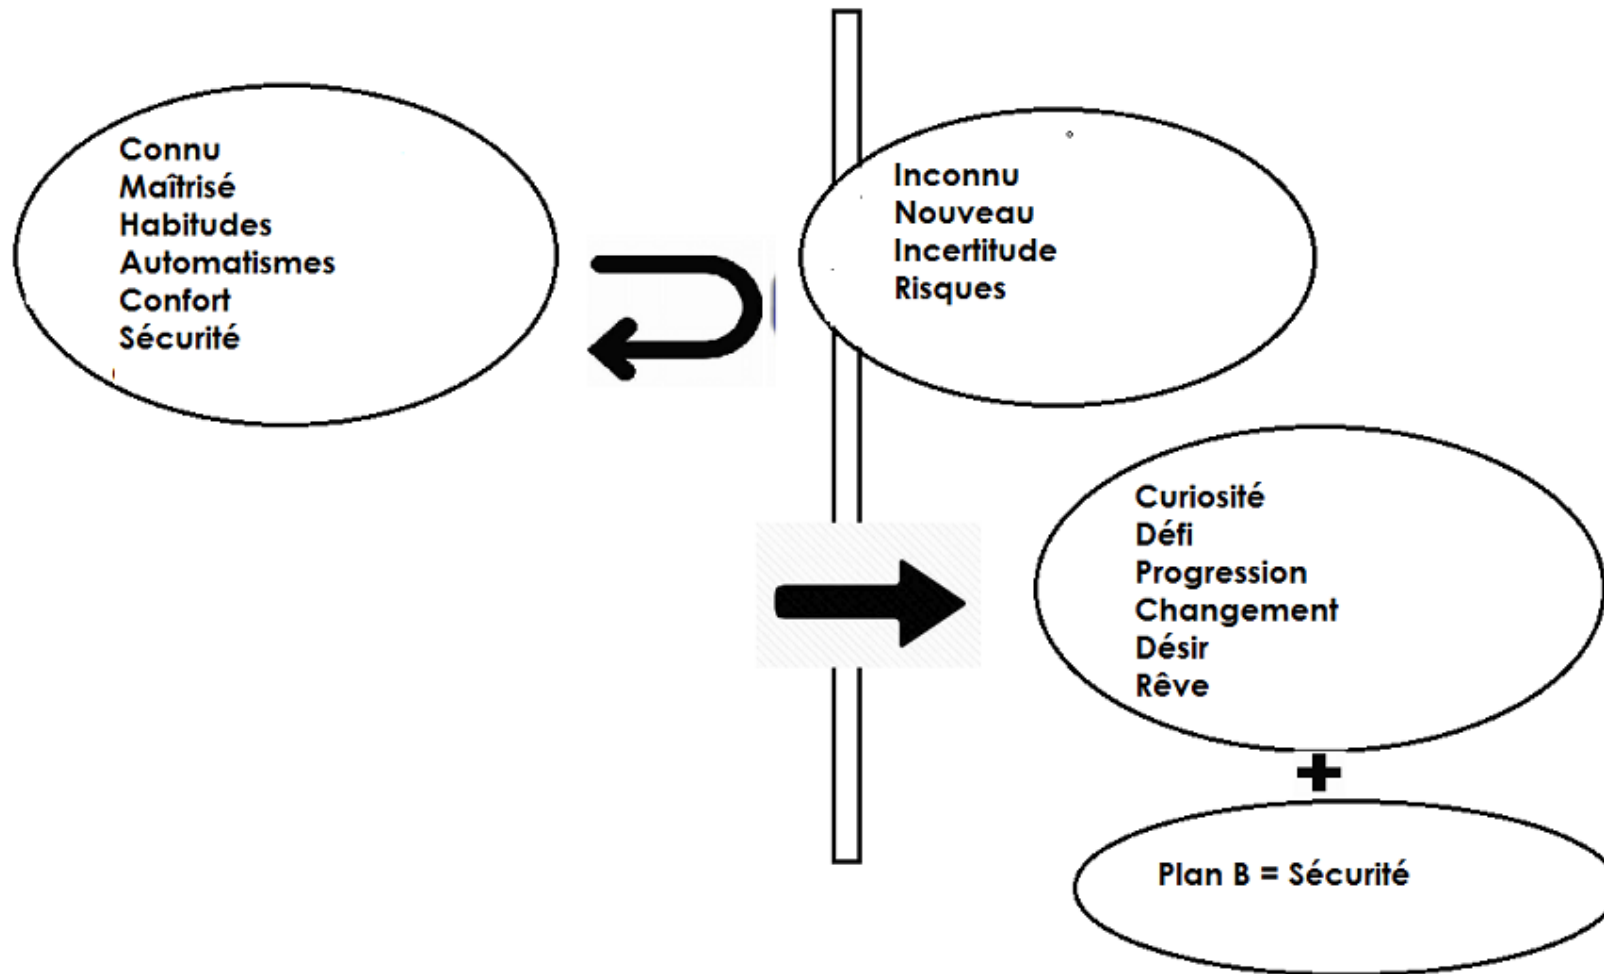 Connu
Maîtrisé
Habitudes
Automatismes
Confort
Sécurité
Inconnu
Nouveau
Incertitude
Risques
Curiosité
Défi
Progression
Changement
Désir
Rêve
+
Plan B = Sécurité